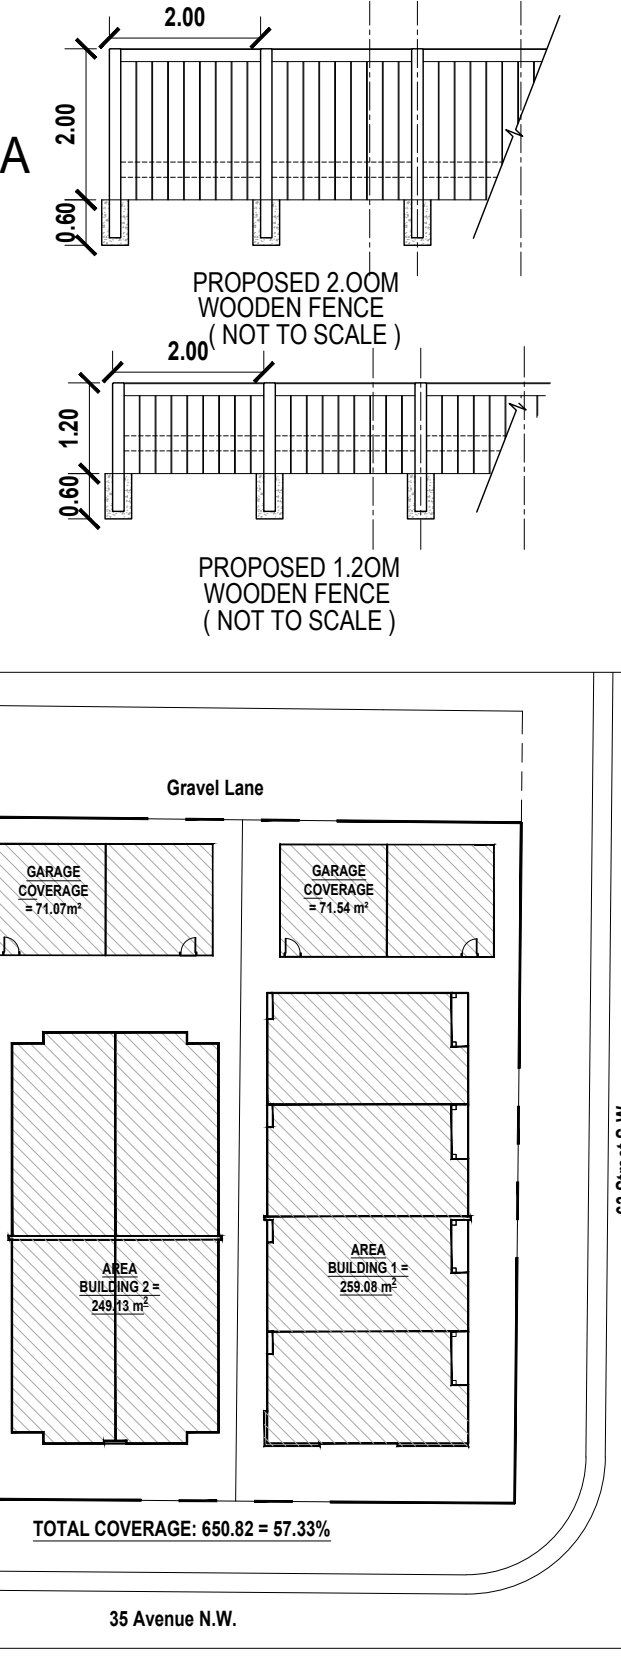 2.00
2.00
A
0.60
PROPOSED 2.OOM
WOODEN FENCE
( NOT TO SCALE )
2.00
1.20
0.60
PROPOSED 1.2OM
WOODEN FENCE
( NOT TO SCALE )
Gravel Lane
GARAGE
COVERAGE
= 71.07m²
GARAGE
COVERAGE
= 71.54 m²
AREA
BUILDING 2 =
249.13 m²
AREA
BUILDING 1 =
259.08 m²
TOTAL COVERAGE: 650.82 = 57.33%
35 Avenue N.W.